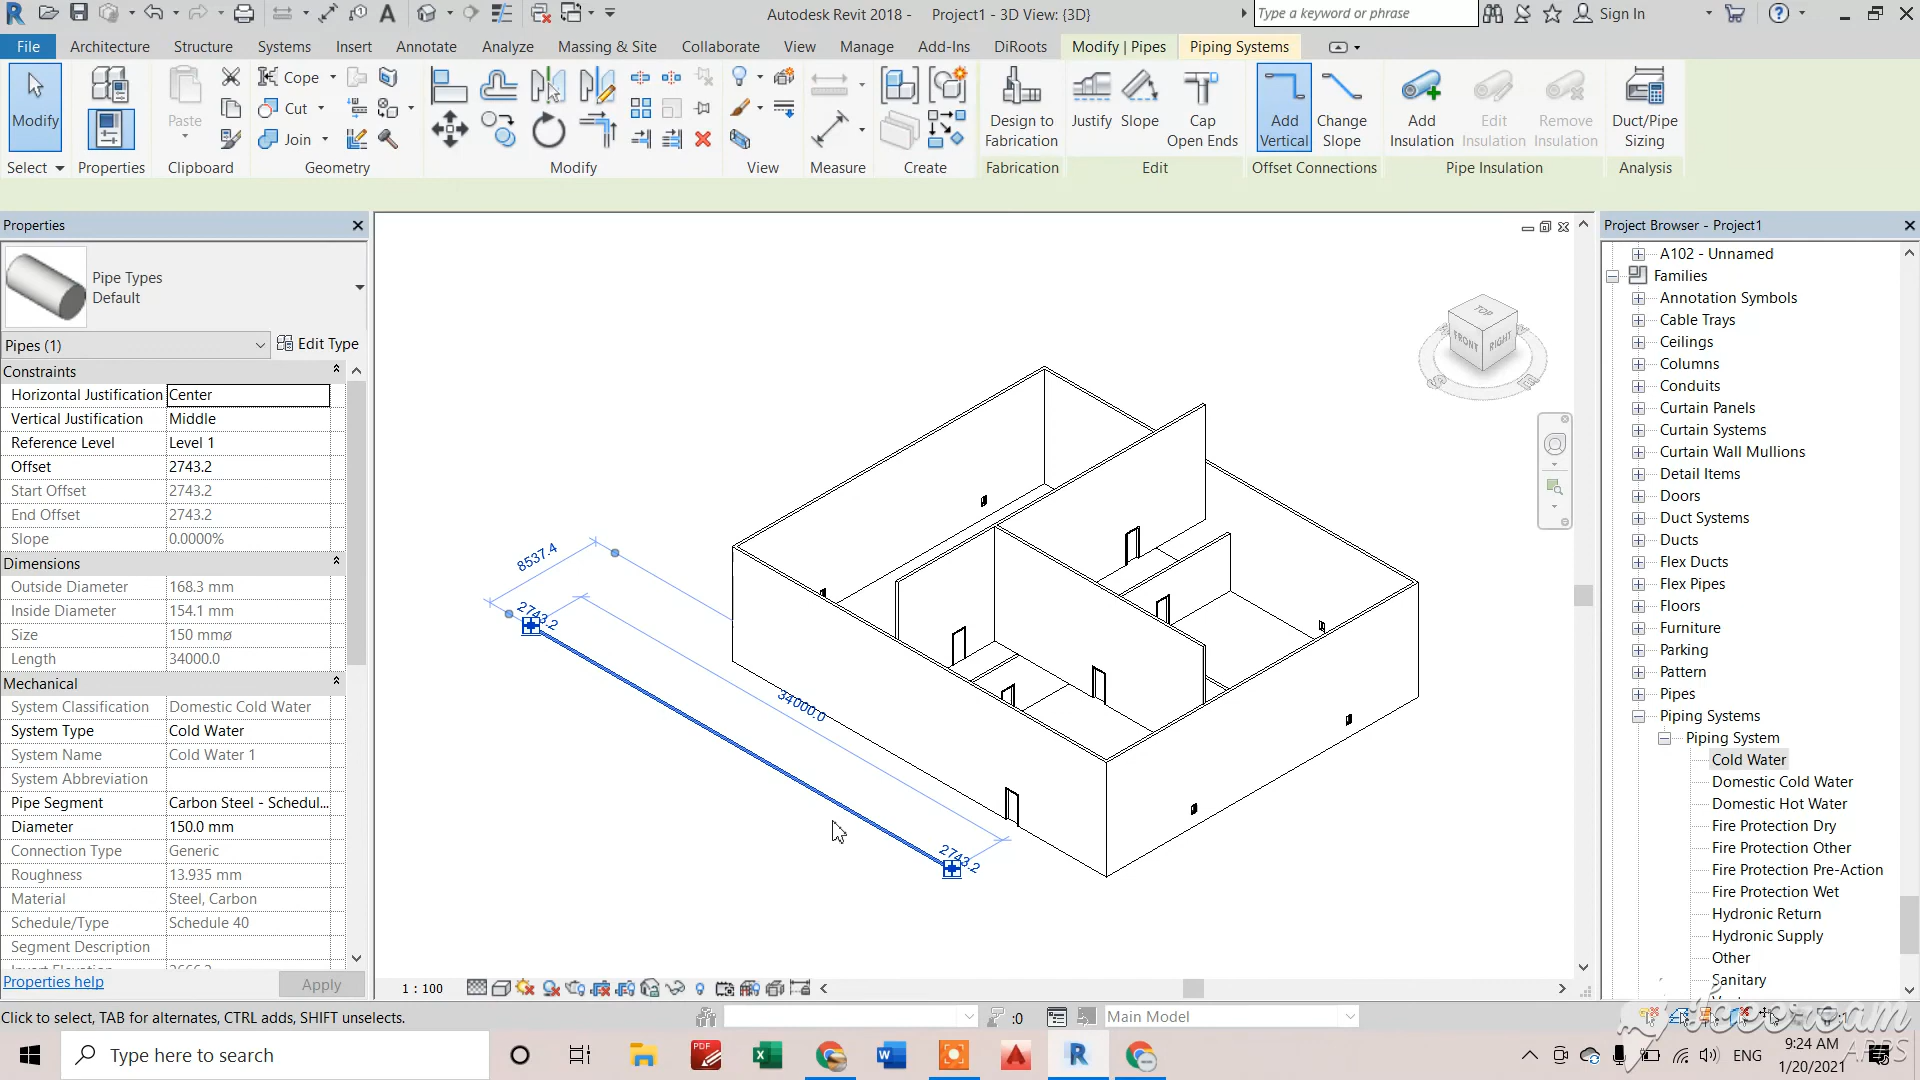 Autodesk Revit 2018 - Project1 - 3D View: {3D}
Type a keyword or phrase
Sign In
File Architecture Structure Systems Insert Annotate Analyze Massing & Site Collaborate View Manage Add-Ins DiRoots Modify | Pipes Piping Systems
Modify
Paste
Cope
Cut
Join
Design to Fabrication
Justify
Slope
Cap Open Ends
Add Vertical
Change Slope
Add Insulation
Edit Insulation
Remove Insulation
Duct/Pipe Sizing
Select Properties Clipboard Geometry Modify View Measure Create Fabrication Edit Offset Connections Pipe Insulation Analysis
Properties
Pipe Types
Default
Pipes (1)
Edit Type
Constraints
Horizontal Justification Center
Vertical Justification Middle
Reference Level Level 1
Offset 2743.2
Start Offset 2743.2
End Offset 2743.2
Slope 0.0000%
Dimensions
Outside Diameter 168.3 mm
Inside Diameter 154.1 mm
Size 150 mmø
Length 34000.0
Mechanical
System Classification Domestic Cold Water
System Type Cold Water
System Name Cold Water 1
System Abbreviation
Pipe Segment Carbon Steel - Schedul...
Diameter 150.0 mm
Connection Type Generic
Roughness 13.935 mm
Material Steel, Carbon
Schedule/Type Schedule 40
Segment Description
Properties help
Apply
8537.4
2743.2
34000.0
2743.2
TOP
FRONT
RIGHT
1 : 100
Project Browser - Project1
A102 - Unnamed
Families
Annotation Symbols
Cable Trays
Ceilings
Columns
Conduits
Curtain Panels
Curtain Systems
Curtain Wall Mullions
Detail Items
Doors
Duct Systems
Ducts
Flex Ducts
Flex Pipes
Floors
Furniture
Parking
Pattern
Pipes
Piping Systems
Piping System
Cold Water
Domestic Cold Water
Domestic Hot Water
Fire Protection Dry
Fire Protection Other
Fire Protection Pre-Action
Fire Protection Wet
Hydronic Return
Hydronic Supply
Other
Sanitary
Click to select, TAB for alternates, CTRL adds, SHIFT unselects.
:0
Main Model
Type here to search
PDF
ENG
9:24 AM
1/20/2021
APPS